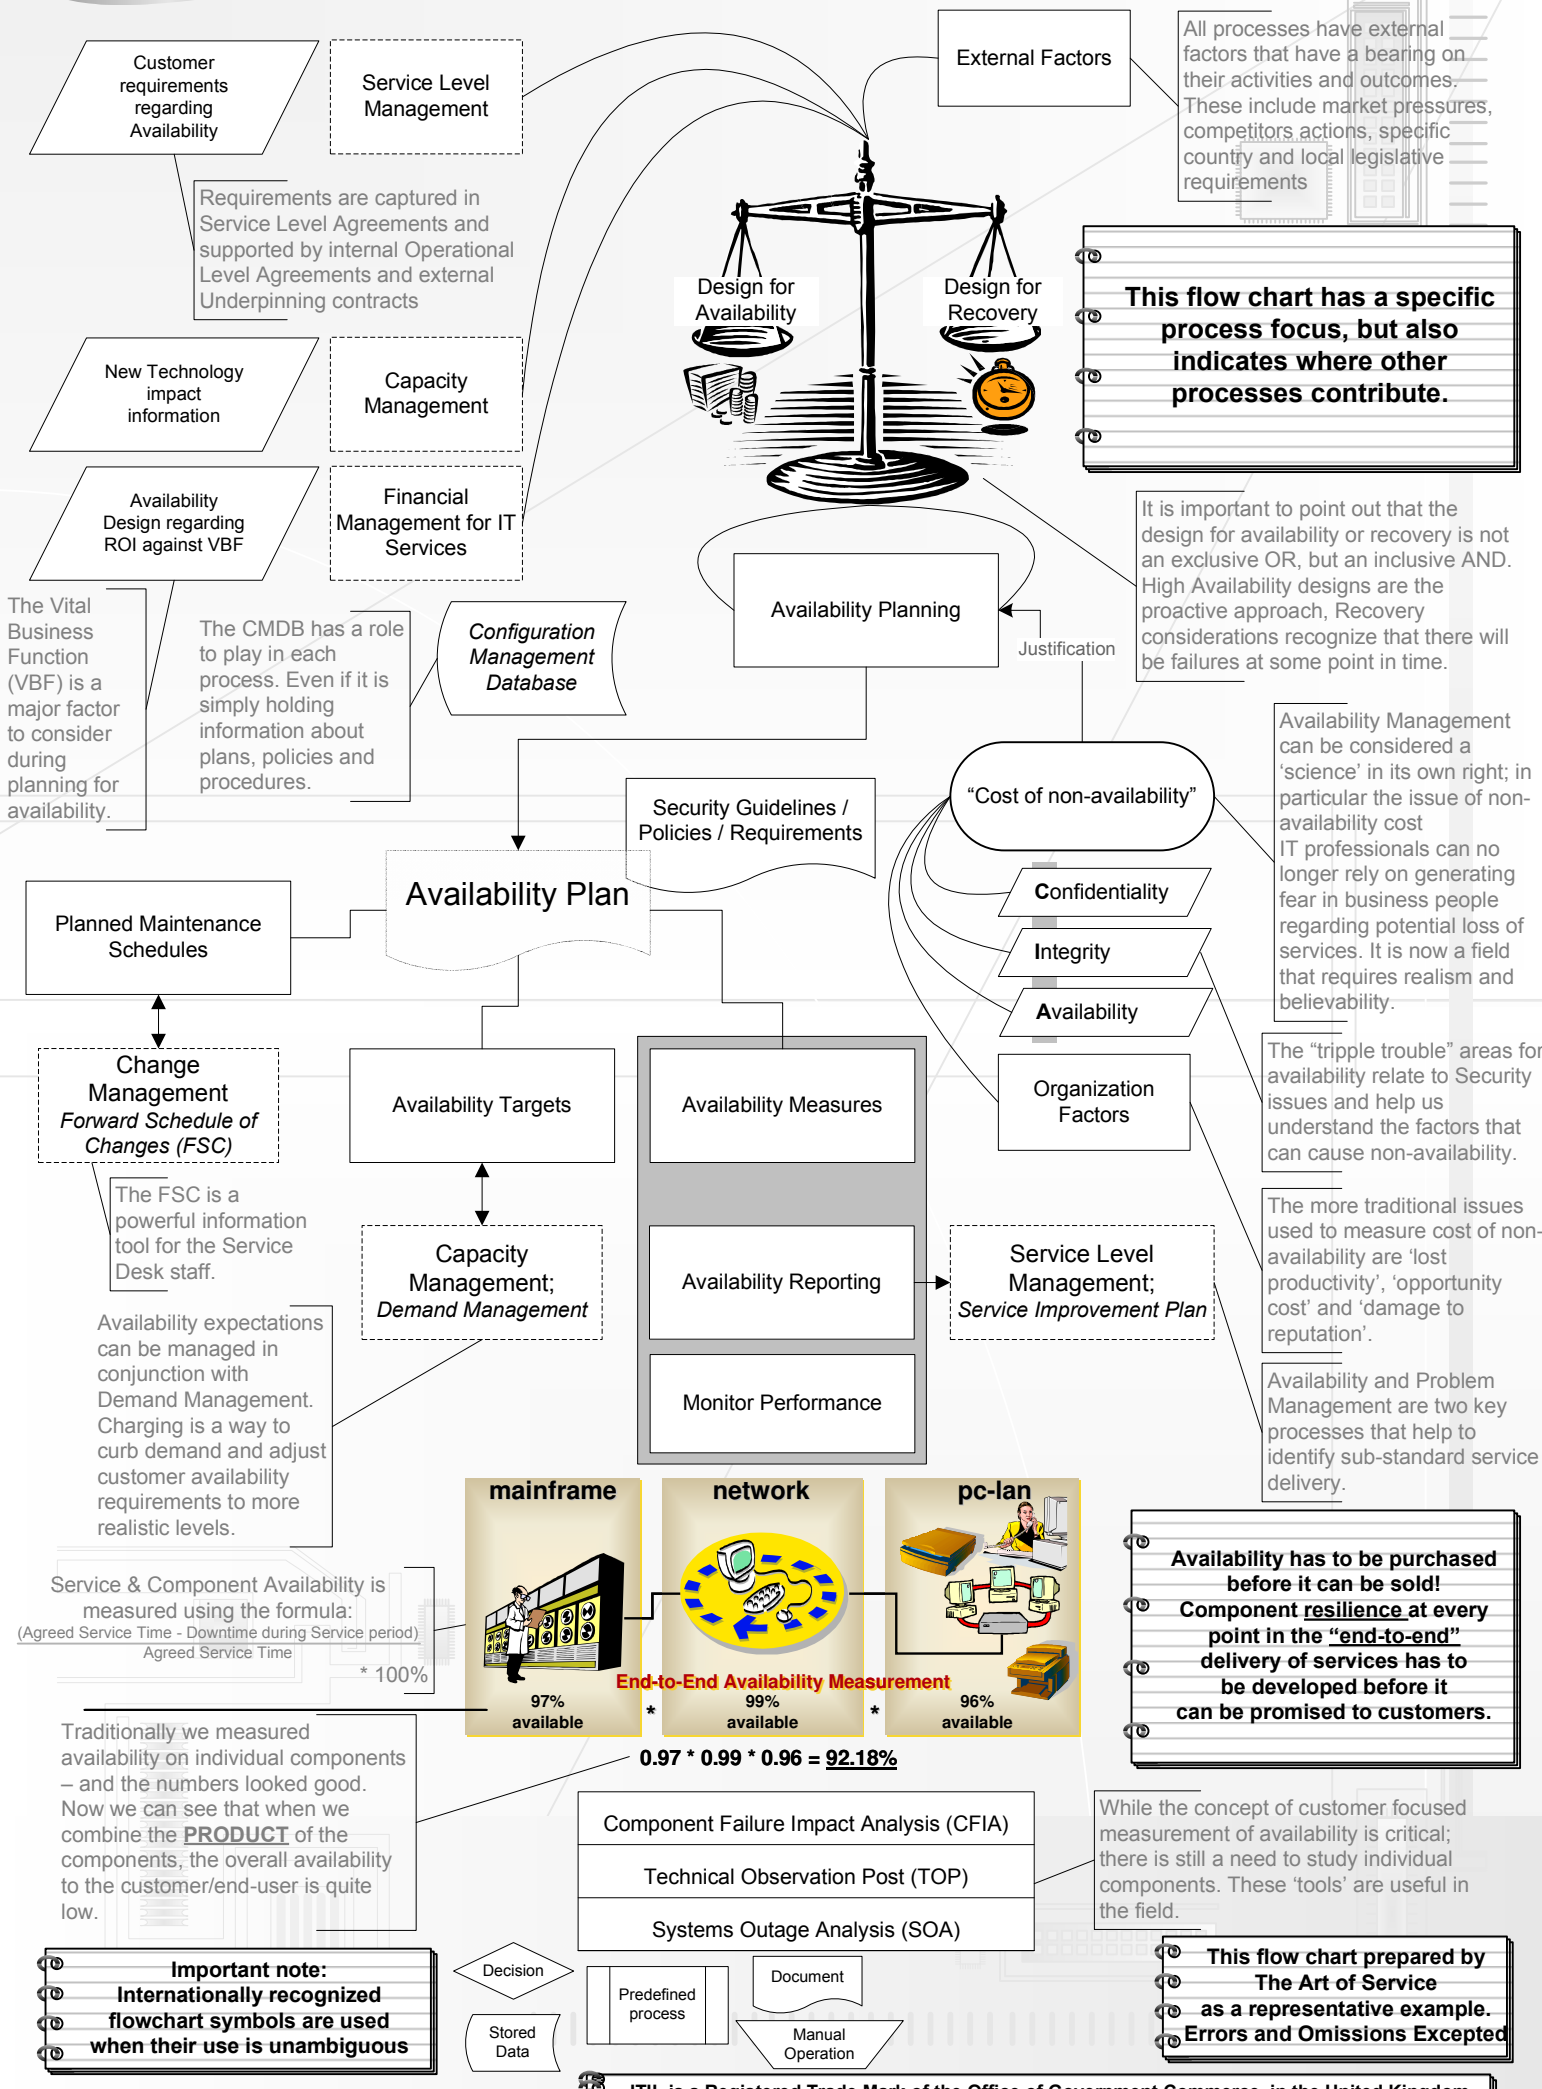 Customer
requirements
regarding
Availability
Service Level
Management
External Factors
All processes have external
factors that have a bearing on
their activities and outcomes.
These include market pressures,
competitors actions, specific
country and local legislative
requirements
Requirements are captured in
Service Level Agreements and
supported by internal Operational
Level Agreements and external
Underpinning contracts
Design for
Availability
Design for
Recovery
This flow chart has a specific
process focus, but also
indicates where other
processes contribute.
New Technology
impact
information
Capacity
Management
Availability
Design regarding
ROI against VBF
Financial
Management for IT
Services
It is important to point out that the
design for availability or recovery is not
an exclusive OR, but an inclusive AND.
High Availability designs are the
proactive approach, Recovery
considerations recognize that there will
be failures at some point in time.
The Vital
Business
Function
(VBF) is a
major factor
to consider
during
planning for
availability.
The CMDB has a role
to play in each
process. Even if it is
simply holding
information about
plans, policies and
procedures.
Configuration
Management
Database
Availability Planning
Justification
Availability Management
can be considered a
‘science’ in its own right; in
particular the issue of non-
availability cost
IT professionals can no
longer rely on generating
fear in business people
regarding potential loss of
services. It is now a field
that requires realism and
believability.
“Cost of non-availability”
Security Guidelines /
Policies / Requirements
Availability Plan
Confidentiality
Integrity
Availability
Planned Maintenance
Schedules
Organization
Factors
The “tripple trouble” areas for
availability relate to Security
issues and help us
understand the factors that
can cause non-availability.
Change
Management
Forward Schedule of
Changes (FSC)
Availability Targets
Availability Measures
The FSC is a
powerful information
tool for the Service
Desk staff.
The more traditional issues
used to measure cost of non-
availability are ‘lost
productivity’, ‘opportunity
cost’ and ‘damage to
reputation’.
Capacity
Management;
Demand Management
Availability Reporting
Service Level
Management;
Service Improvement Plan
Availability expectations
can be managed in
conjunction with
Demand Management.
Charging is a way to
curb demand and adjust
customer availability
requirements to more
realistic levels.
Monitor Performance
Availability and Problem
Management are two key
processes that help to
identify sub-standard service
delivery.
mainframe
network
pc-lan
Availability has to be purchased
before it can be sold!
Component resilience at every
point in the “end-to-end”
delivery of services has to
be developed before it
can be promised to customers.
Service & Component Availability is
measured using the formula:
(Agreed Service Time - Downtime during Service period)
Agreed Service Time
* 100%
End-to-End Availability Measurement
97%
available
*
99%
available
*
96%
available
0.97 * 0.99 * 0.96 = 92.18%
Traditionally we measured
availability on individual components
– and the numbers looked good.
Now we can see that when we
combine the PRODUCT of the
components, the overall availability
to the customer/end-user is quite
low.
Component Failure Impact Analysis (CFIA)
Technical Observation Post (TOP)
Systems Outage Analysis (SOA)
While the concept of customer focused
measurement of availability is critical;
there is still a need to study individual
components. These ‘tools’ are useful in
the field.
Important note:
Internationally recognized
flowchart symbols are used
when their use is unambiguous
Decision
Stored
Data
Predefined
process
Document
Manual
Operation
This flow chart prepared by
The Art of Service
as a representative example.
Errors and Omissions Excepted
ITIL is a Registered Trade Mark of the Office of Government Commerce, in the United Kingdom